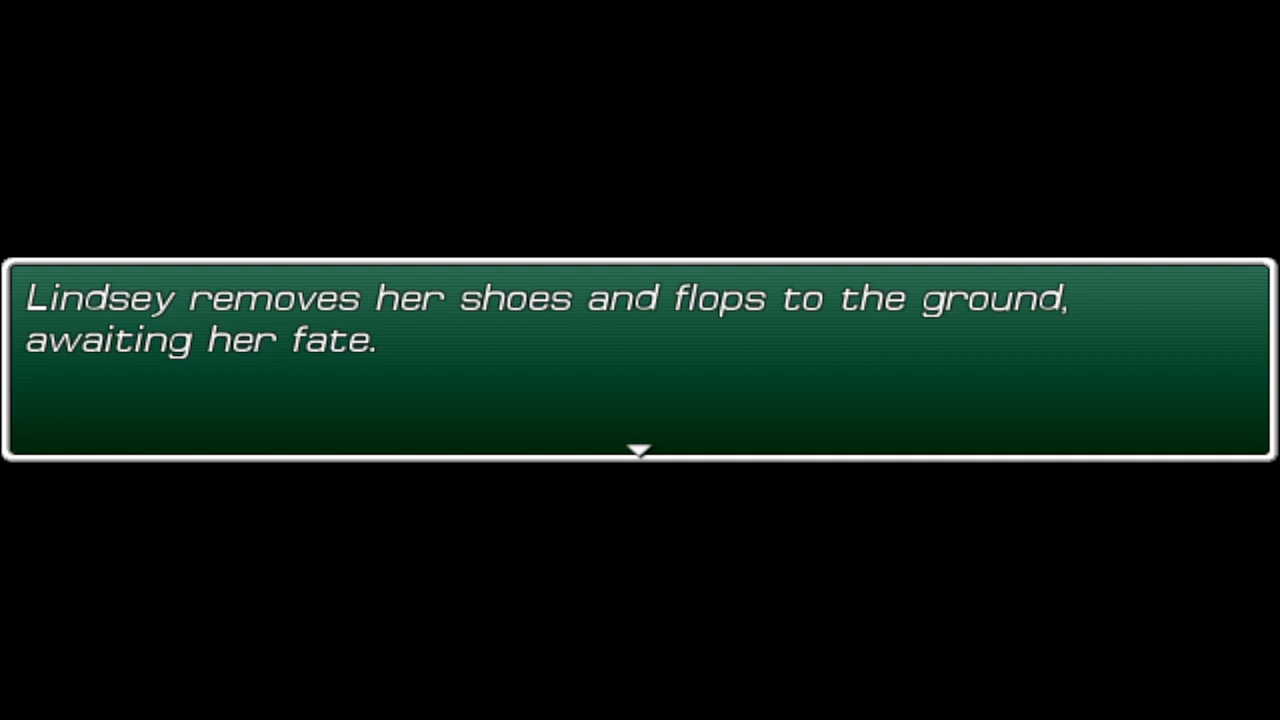 Lindsey removes her shoes and flops to the ground,
awaiting her fate.